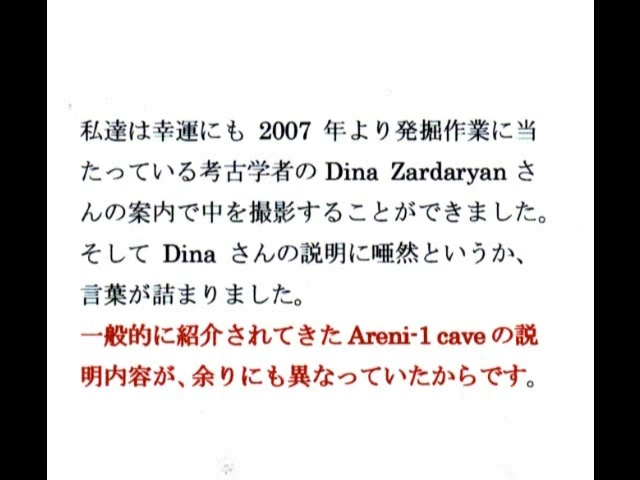 私達は幸運にも 2007 年より発掘作業に当
たっている考古学者の Dina Zardaryan さ
んの案内で中を撮影することができました。
そして Dina さんの説明に唖然というか、
言葉が詰まりました。
一般的に紹介されてきた Areni-1 cave の説
明内容が、余りにも異なっていたからです。